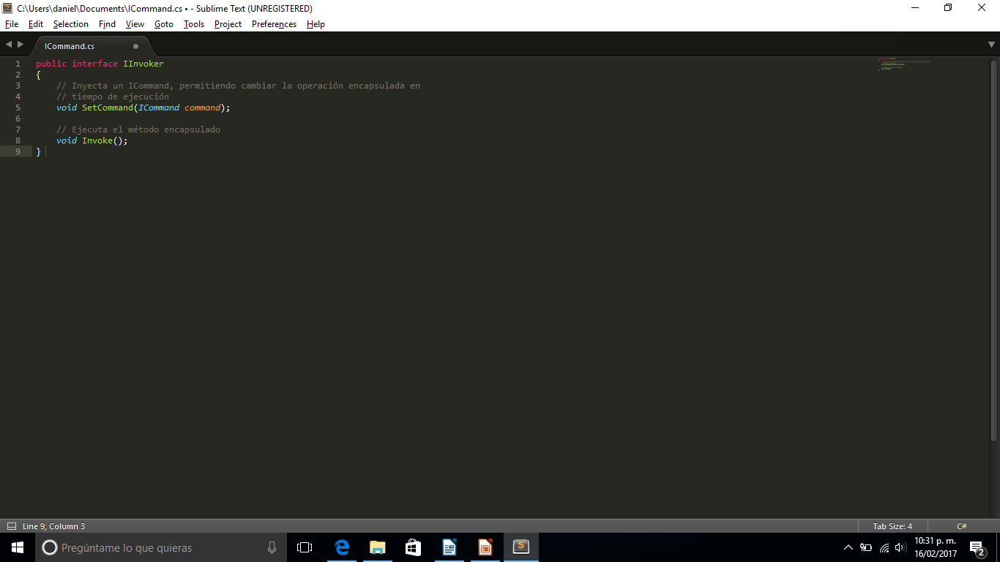 C:\Users\daniel\Documents\ICommand.cs • - Sublime Text (UNREGISTERED)
File Edit Selection Find View Goto Tools Project Preferences Help
ICommand.cs
1 public interface IInvoker
2 {
3 // Inyecta un ICommand, permitiendo cambiar la operación encapsulada en
4 // tiempo de ejecución
5 void SetCommand(ICommand command);
6
7 // Ejecuta el método encapsulado
8 void Invoke();
9 }
Line 9, Column 3
Tab Size: 4
C#
Pregúntame lo que quieras
10:31 p. m.
16/02/2017
2